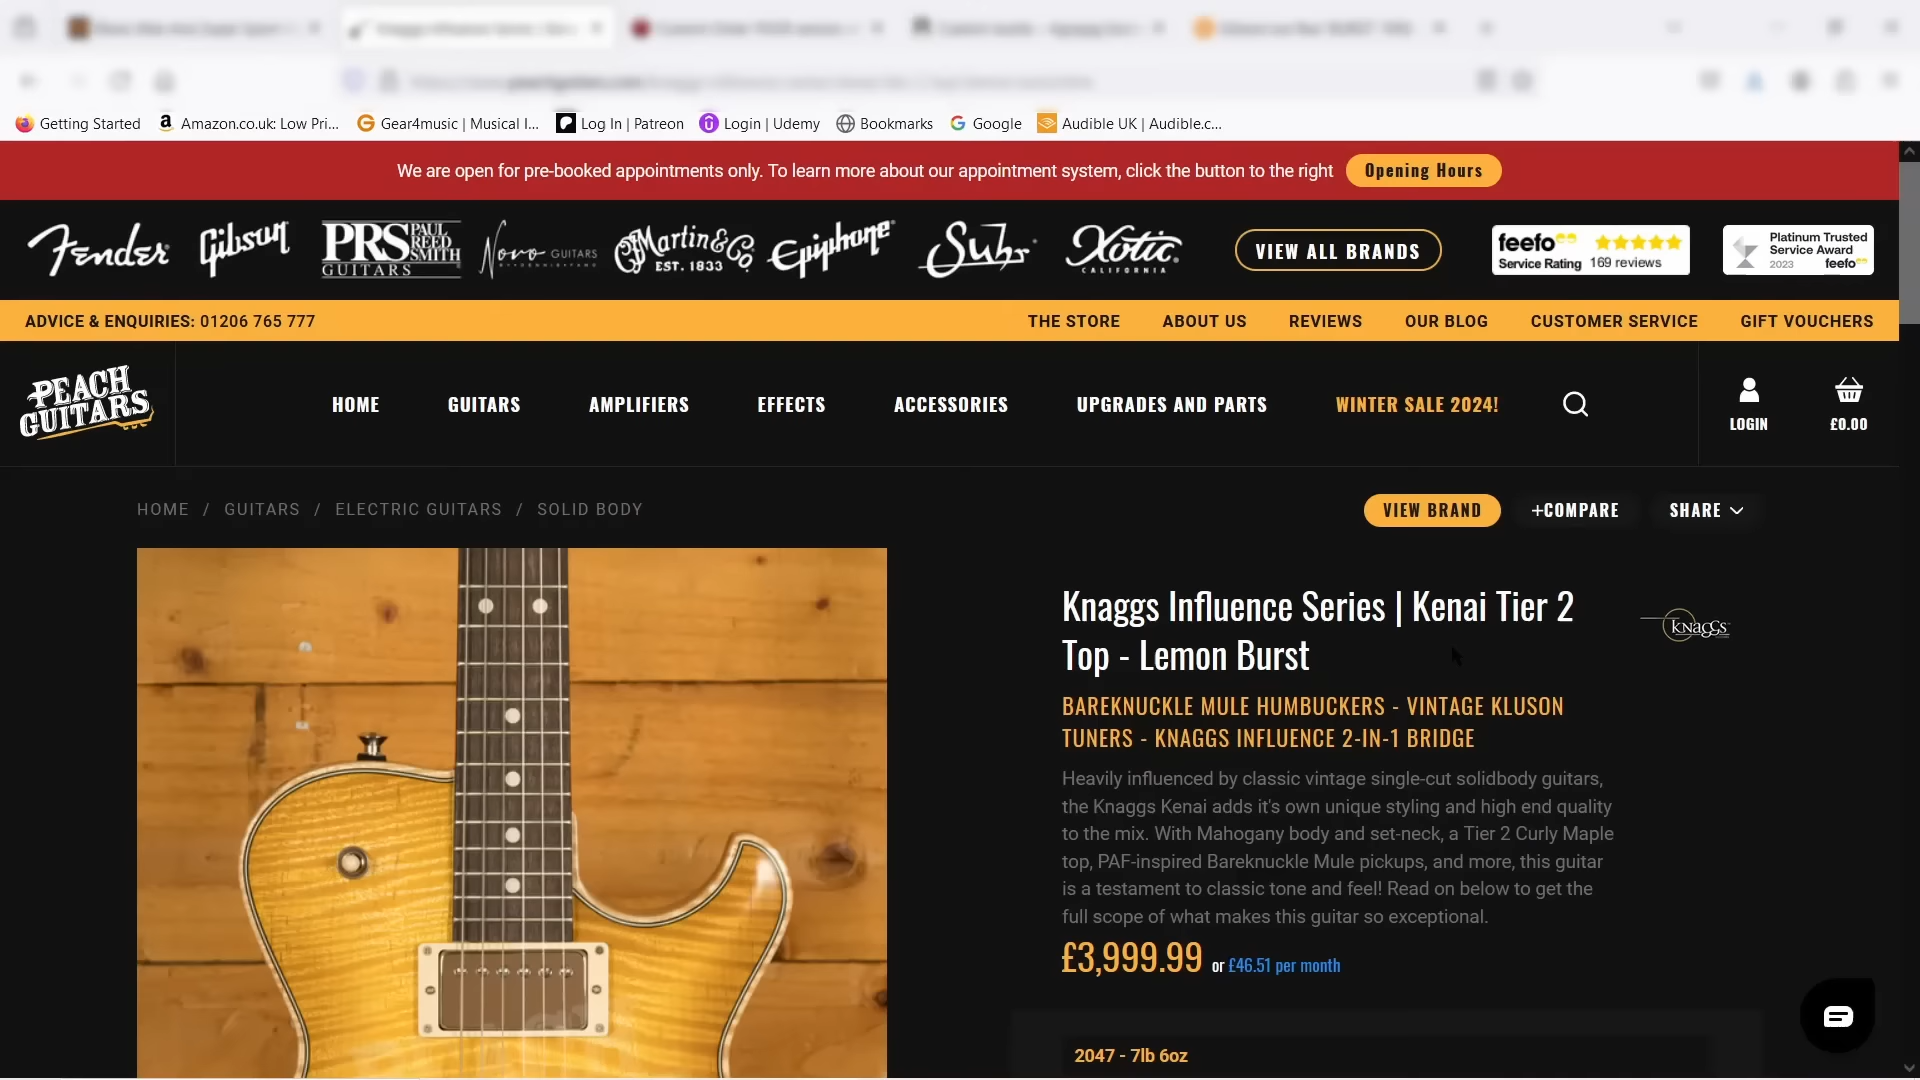 Getting Started
Amazon.co.uk: Low Pri...
Gear4music | Musical I...
Log In | Patreon
Login | Udemy
Bookmarks
Google
Audible UK | Audible.c...
We are open for pre-booked appointments only. To learn more about our appointment system, click the button to the right
Opening Hours
Fender
Gibson
PRS PAUL REED SMITH GUITARS
Novo GUITARS
Martin & Co. EST. 1833
Epiphone
Suhr
Xotic CALIFORNIA
VIEW ALL BRANDS
feefo
Service Rating 169 reviews
Platinum Trusted
Service Award
2023 feefo
ADVICE & ENQUIRIES: 01206 765 777
THE STORE
ABOUT US
REVIEWS
OUR BLOG
CUSTOMER SERVICE
GIFT VOUCHERS
PEACH
GUITARS
HOME
GUITARS
AMPLIFIERS
EFFECTS
ACCESSORIES
UPGRADES AND PARTS
WINTER SALE 2024!
LOGIN
£0.00
HOME / GUITARS / ELECTRIC GUITARS / SOLID BODY
VIEW BRAND
+COMPARE
SHARE
Knaggs Influence Series | Kenai Tier 2
Top - Lemon Burst
knaggs
BAREKNUCKLE MULE HUMBUCKERS - VINTAGE KLUSON
TUNERS - KNAGGS INFLUENCE 2-IN-1 BRIDGE
Heavily influenced by classic vintage single-cut solidbody guitars,
the Knaggs Kenai adds it's own unique styling and high end quality
to the mix. With Mahogany body and set-neck, a Tier 2 Curly Maple
top, PAF-inspired Bareknuckle Mule pickups, and more, this guitar
is a testament to classic tone and feel! Read on below to get the
full scope of what makes this guitar so exceptional.
£3,999.99 or £46.51 per month
2047 - 7lb 6oz